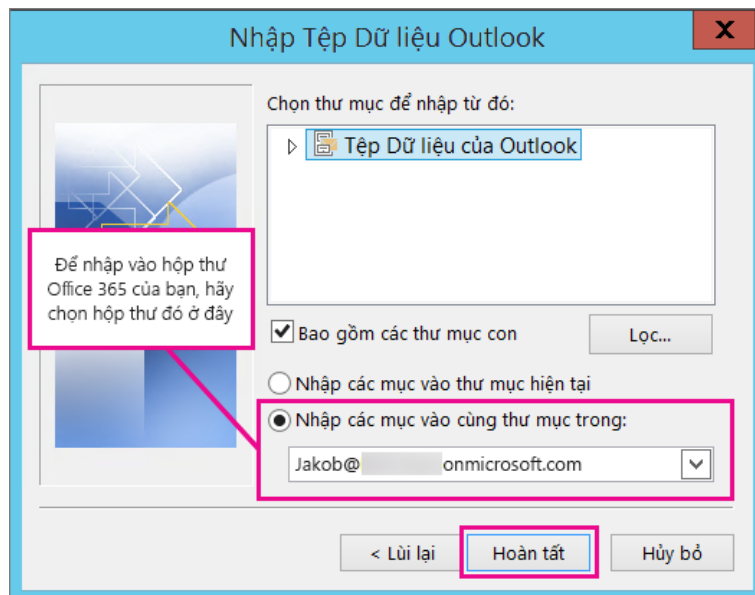 Nhập Tệp Dữ liệu Outlook
X
Chọn thư mục để nhập từ đó:
Tệp Dữ liệu của Outlook
Để nhập vào hộp thư
Office 365 của bạn, hãy
chọn hộp thư đó ở đây
Bao gồm các thư mục con
Lọc...
Nhập các mục vào thư mục hiện tại
Nhập các mục vào cùng thư mục trong:
Jakob@ onmicrosoft.com
< Lùi lại
Hoàn tất
Hủy bỏ